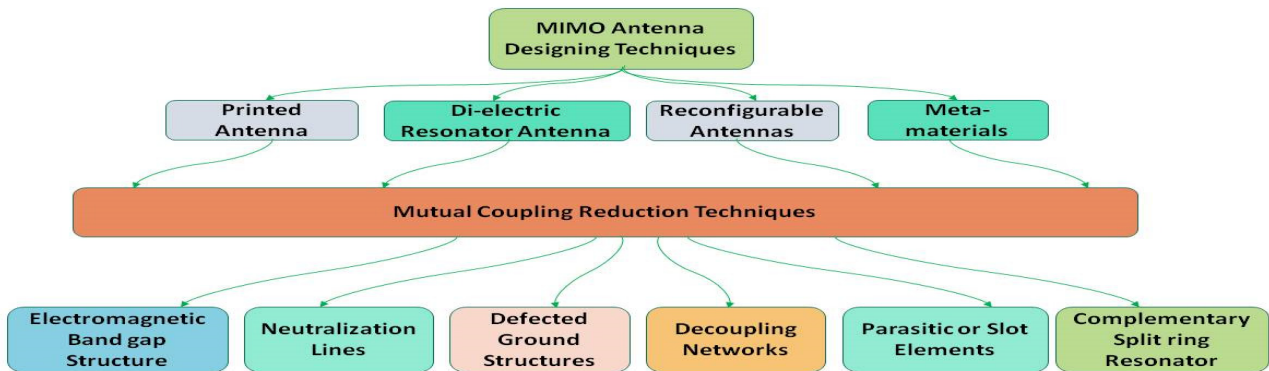 MIMO Antenna
Designing Techniques
Printed
Antenna
Di-electric
Resonator Antenna
Reconfigurable
Antennas
Meta-
materials
Mutual Coupling Reduction Techniques
Electromagnetic
Band gap
Structure
Neutralization
Lines
Defected
Ground
Structures
Decoupling
Networks
Parasitic or Slot
Elements
Complementary
Split ring
Resonator